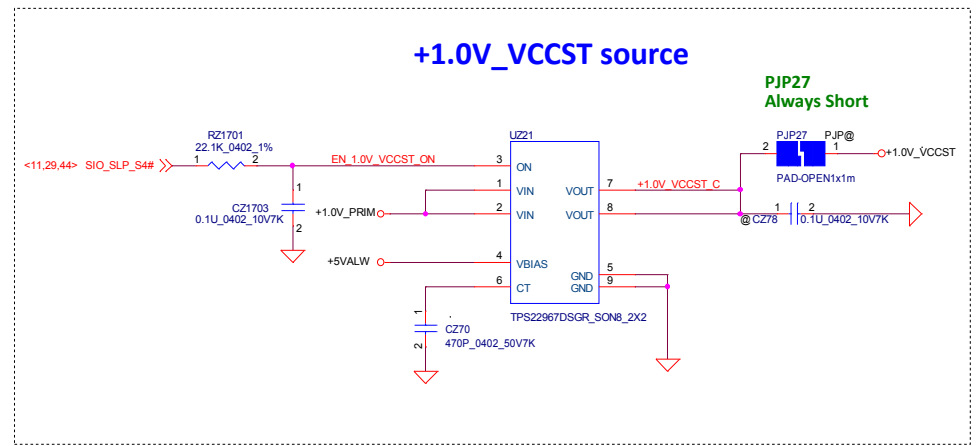 +1.0V_VCCST source
PJP27
Always Short
RZ1701
22.1K_0402_1%
<11,29,44> SIO_SLP_S4#
1
2
EN_1.0V_VCCST_ON
CZ1703
0.1U_0402_10V7K
1
2
+1.0V_PRIM
+5VALW
UZ21
3
ON
1
VIN
2
VIN
4
VBIAS
6
CT
VOUT
7
VOUT
8
GND
5
GND
9
TPS22967DSGR_SON8_2X2
1
2
CZ70
470P_0402_50V7K
+1.0V_VCCST_C
PJP27
PJP@
2
1
+1.0V_VCCST
PAD-OPEN1x1m
@CZ78
1
2
0.1U_0402_10V7K